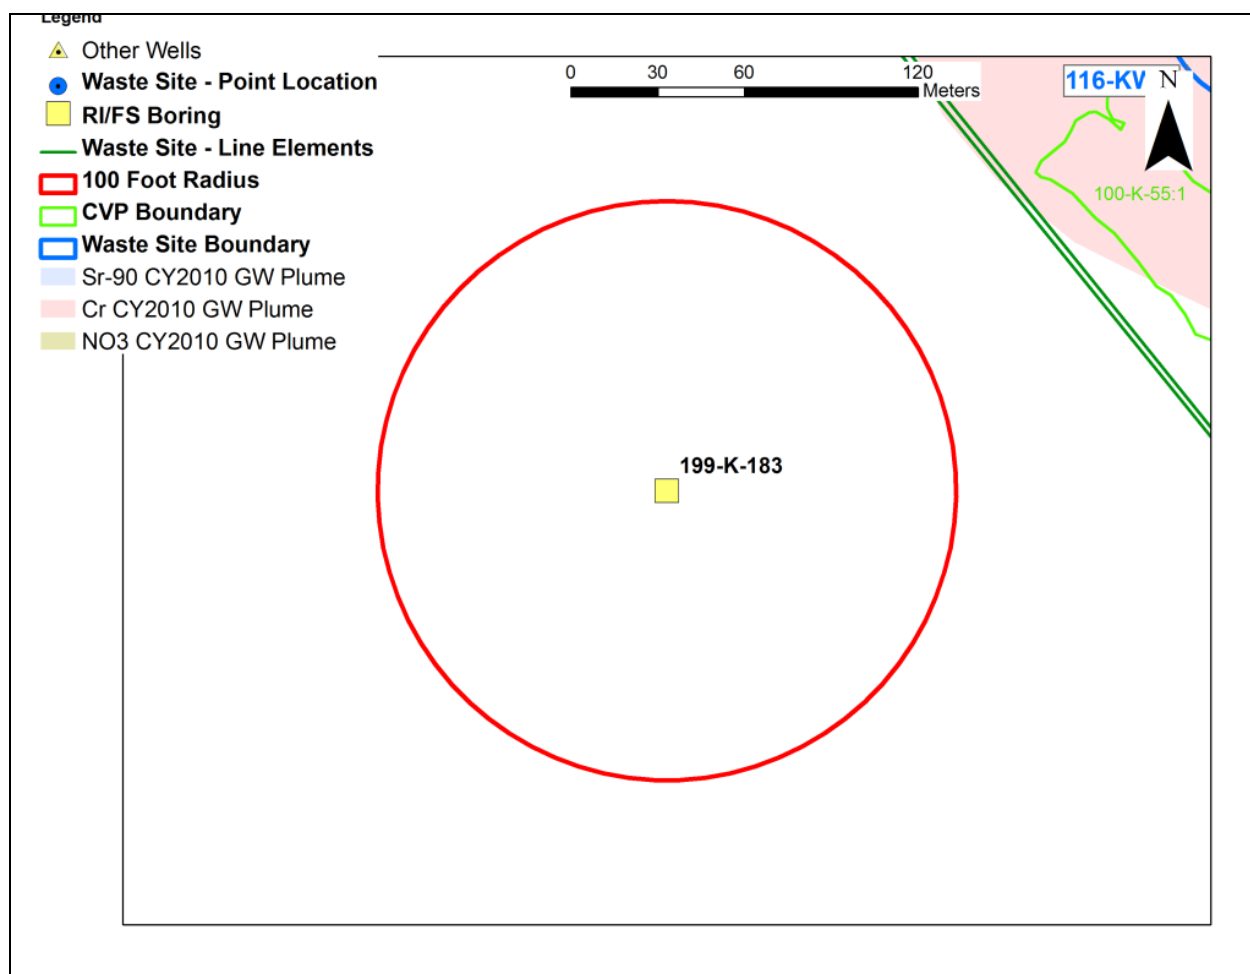 Legend
Other Wells
Waste Site - Point Location
RI/FS Boring
Waste Site - Line Elements
100 Foot Radius
CVP Boundary
Waste Site Boundary
Sr-90 CY2010 GW Plume
Cr CY2010 GW Plume
NO3 CY2010 GW Plume
0 30 60 120
Meters
N
100-K-55:1
199-K-183